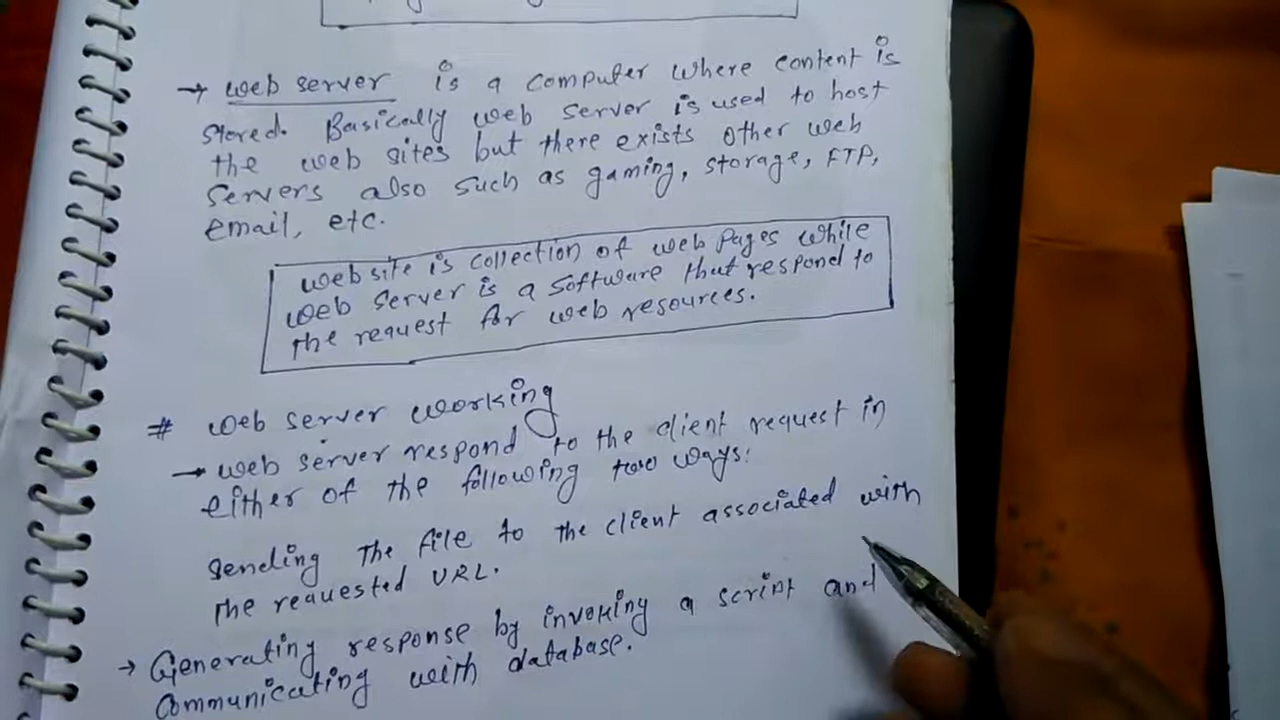 → web server is a computer where content is
stored. Basically web server is used to host
the web sites but there exists other web
servers also such as gaming, storage, FTP,
email, etc.
website is collection of web pages while
web server is a software that respond to
the request for web resources.
# web server working
→ web server respond to the client request in
either of the following two ways:
sending the file to the client associated with
the requested URL.
→ Generating response by invoking a script and
communicating with database.